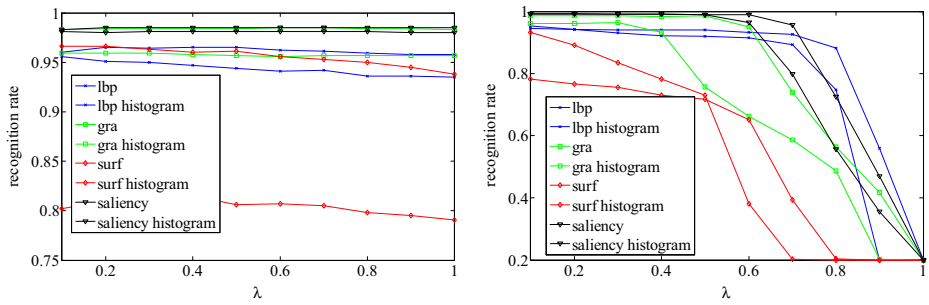 1
0.95
0.9
0.85
0.8
0.75
recognition rate
0.2 0.4 0.6 0.8 1
λ
lbp
lbp histogram
gra
gra histogram
surf
surf histogram
saliency
saliency histogram
1
0.8
0.6
0.4
0.2
recognition rate
0.2 0.4 0.6 0.8 1.0
λ
lbp
lbp histogram
gra
gra histogram
surf
surf histogram
saliency
saliency histogram